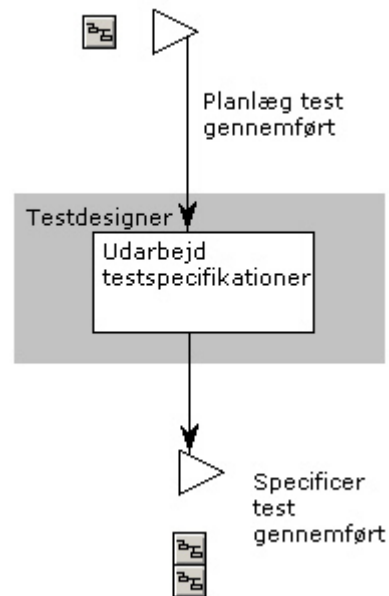 Planlæg test
gennemført
Testdesigner
Udarbejd
testspecifikationer
Specificer
test
gennemført